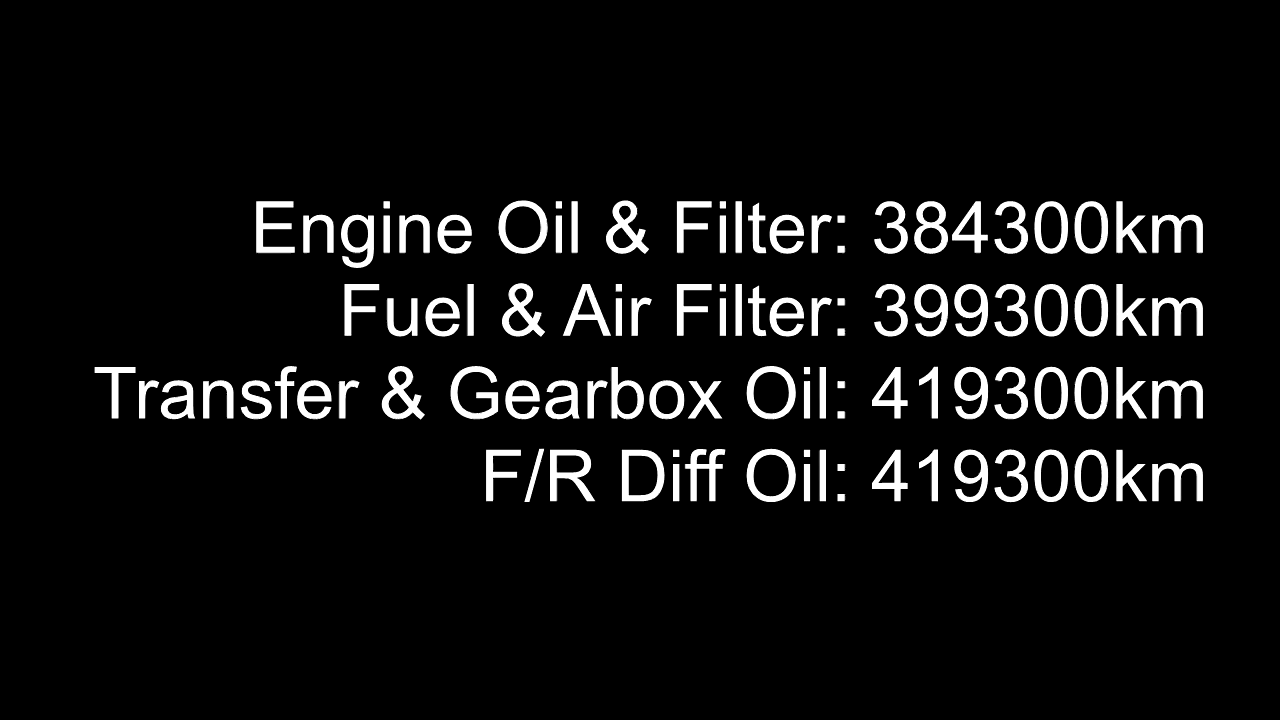 Engine Oil & Filter: 384300km
Fuel & Air Filter: 399300km
Transfer & Gearbox Oil: 419300km
F/R Diff Oil: 419300km